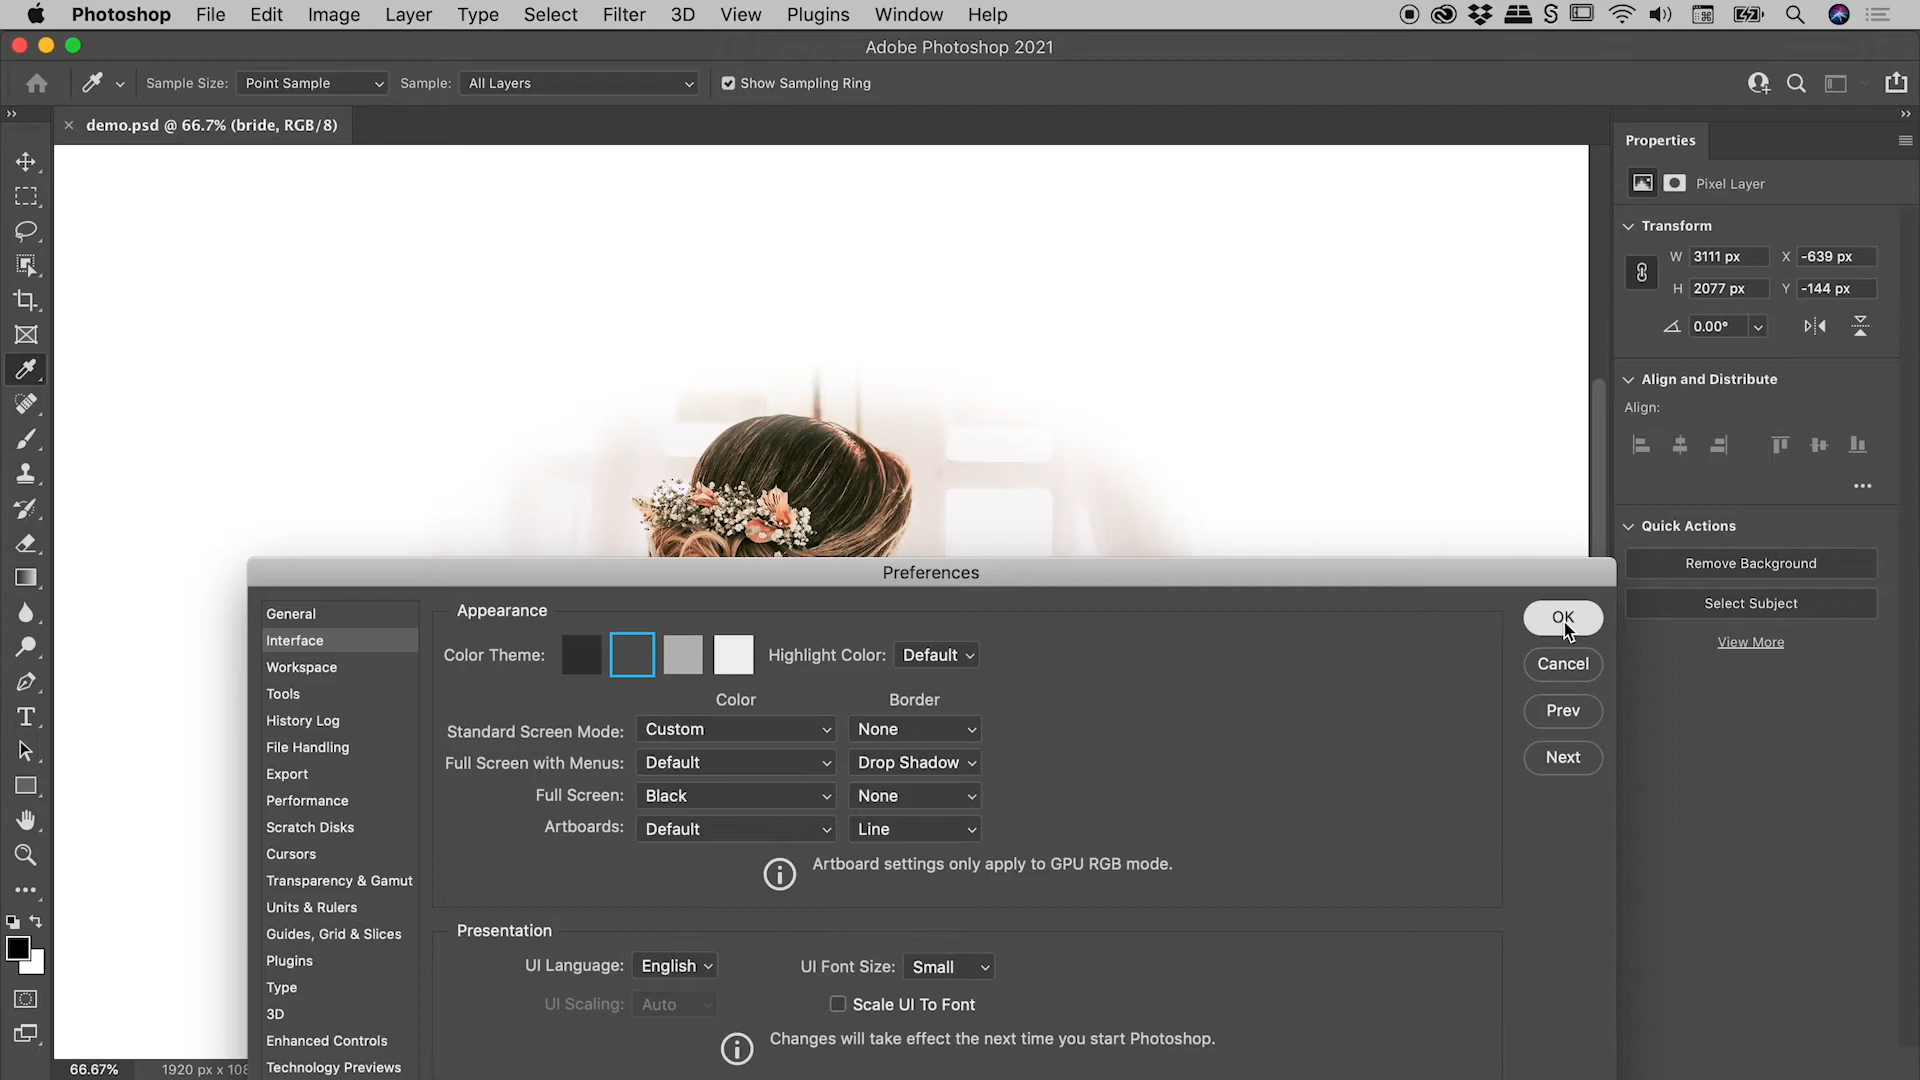 Photoshop File Edit Image Layer Type Select Filter 3D View Plugins Window Help
Adobe Photoshop 2021
Sample Size: Point Sample Sample: All Layers Show Sampling Ring
demo.psd @ 66.7% (bride, RGB/8)
Properties
Pixel Layer
Transform
W 3111 px X -639 px
H 2077 px Y -144 px
0.00°
Align and Distribute
Align:
Quick Actions
Remove Background
Select Subject
View More
Preferences
General
Interface
Workspace
Tools
History Log
File Handling
Export
Performance
Scratch Disks
Cursors
Transparency & Gamut
Units & Rulers
Guides, Grid & Slices
Plugins
Type
3D
Enhanced Controls
Technology Previews
Appearance
Color Theme: Highlight Color: Default
Color Border
Standard Screen Mode: Custom None
Full Screen with Menus: Default Drop Shadow
Full Screen: Black None
Artboards: Default Line
Artboard settings only apply to GPU RGB mode.
Presentation
UI Language: English UI Font Size: Small
UI Scaling: Auto Scale UI To Font
Changes will take effect the next time you start Photoshop.
OK
Cancel
Prev
Next
66.67% 1920 px x 108